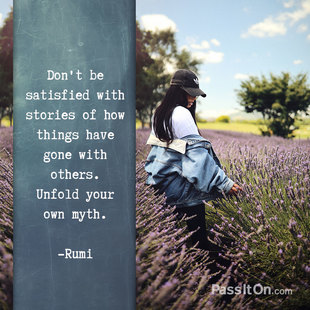 Don't be
satisfied with
stories of how
things have
gone with
others.
Unfold your
own myth.
-Rumi
PassItOn.com